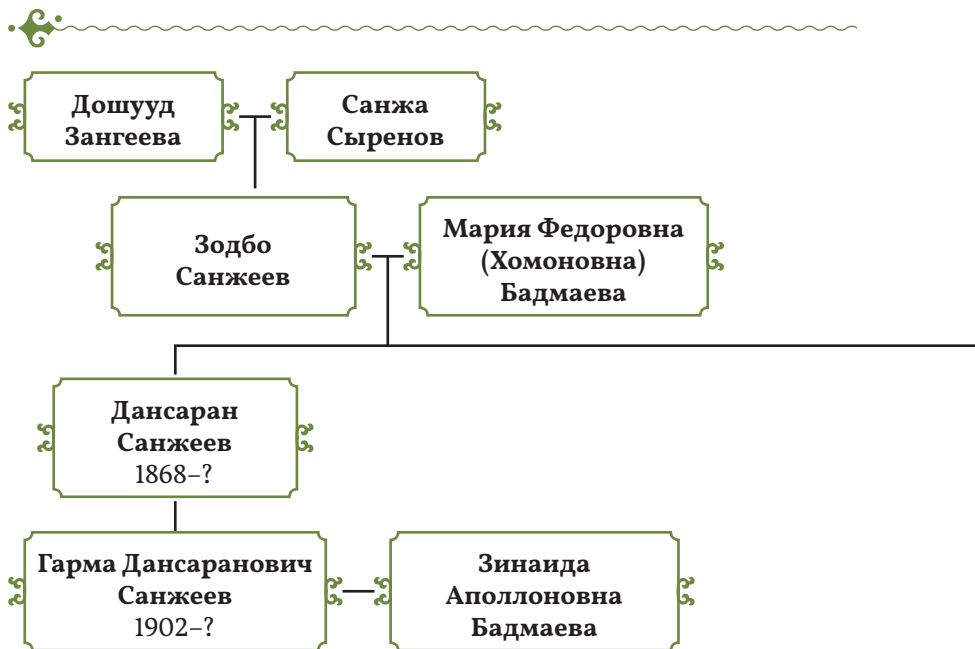 Дошууд
Зангеева
Санжа
Сыренов
Зодбо
Санжеев
Мария Федоровна
(Хомоновна)
Бадмаева
Дансаран
Санжеев
1868–?
Гарма Дансаранович
Санжеев
1902–?
Зинаида
Аполлоновна
Бадмаева